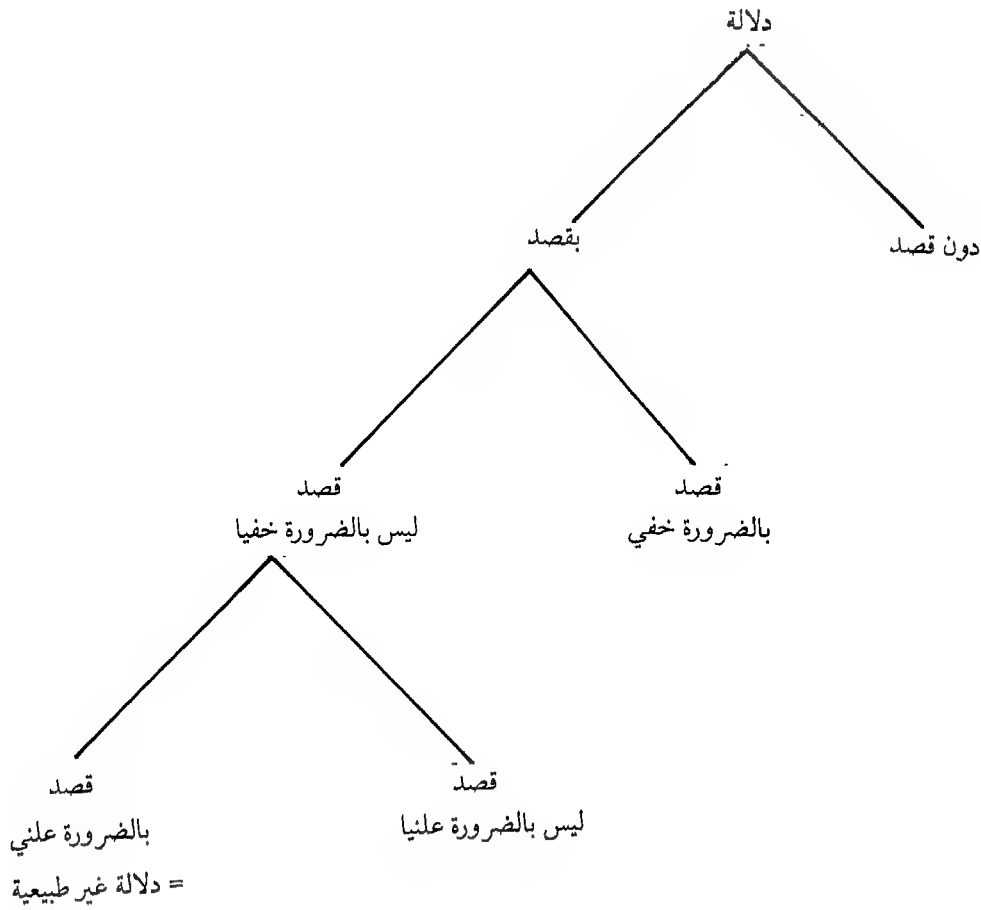 دلالة
دون قصد
بقصد
قصد
بالضرورة خفي
قصد
ليس بالضرورة خفيا
قصد
ليس بالضرورة علنيا
قصد
بالضرورة علني
= دلالة غير طبيعية